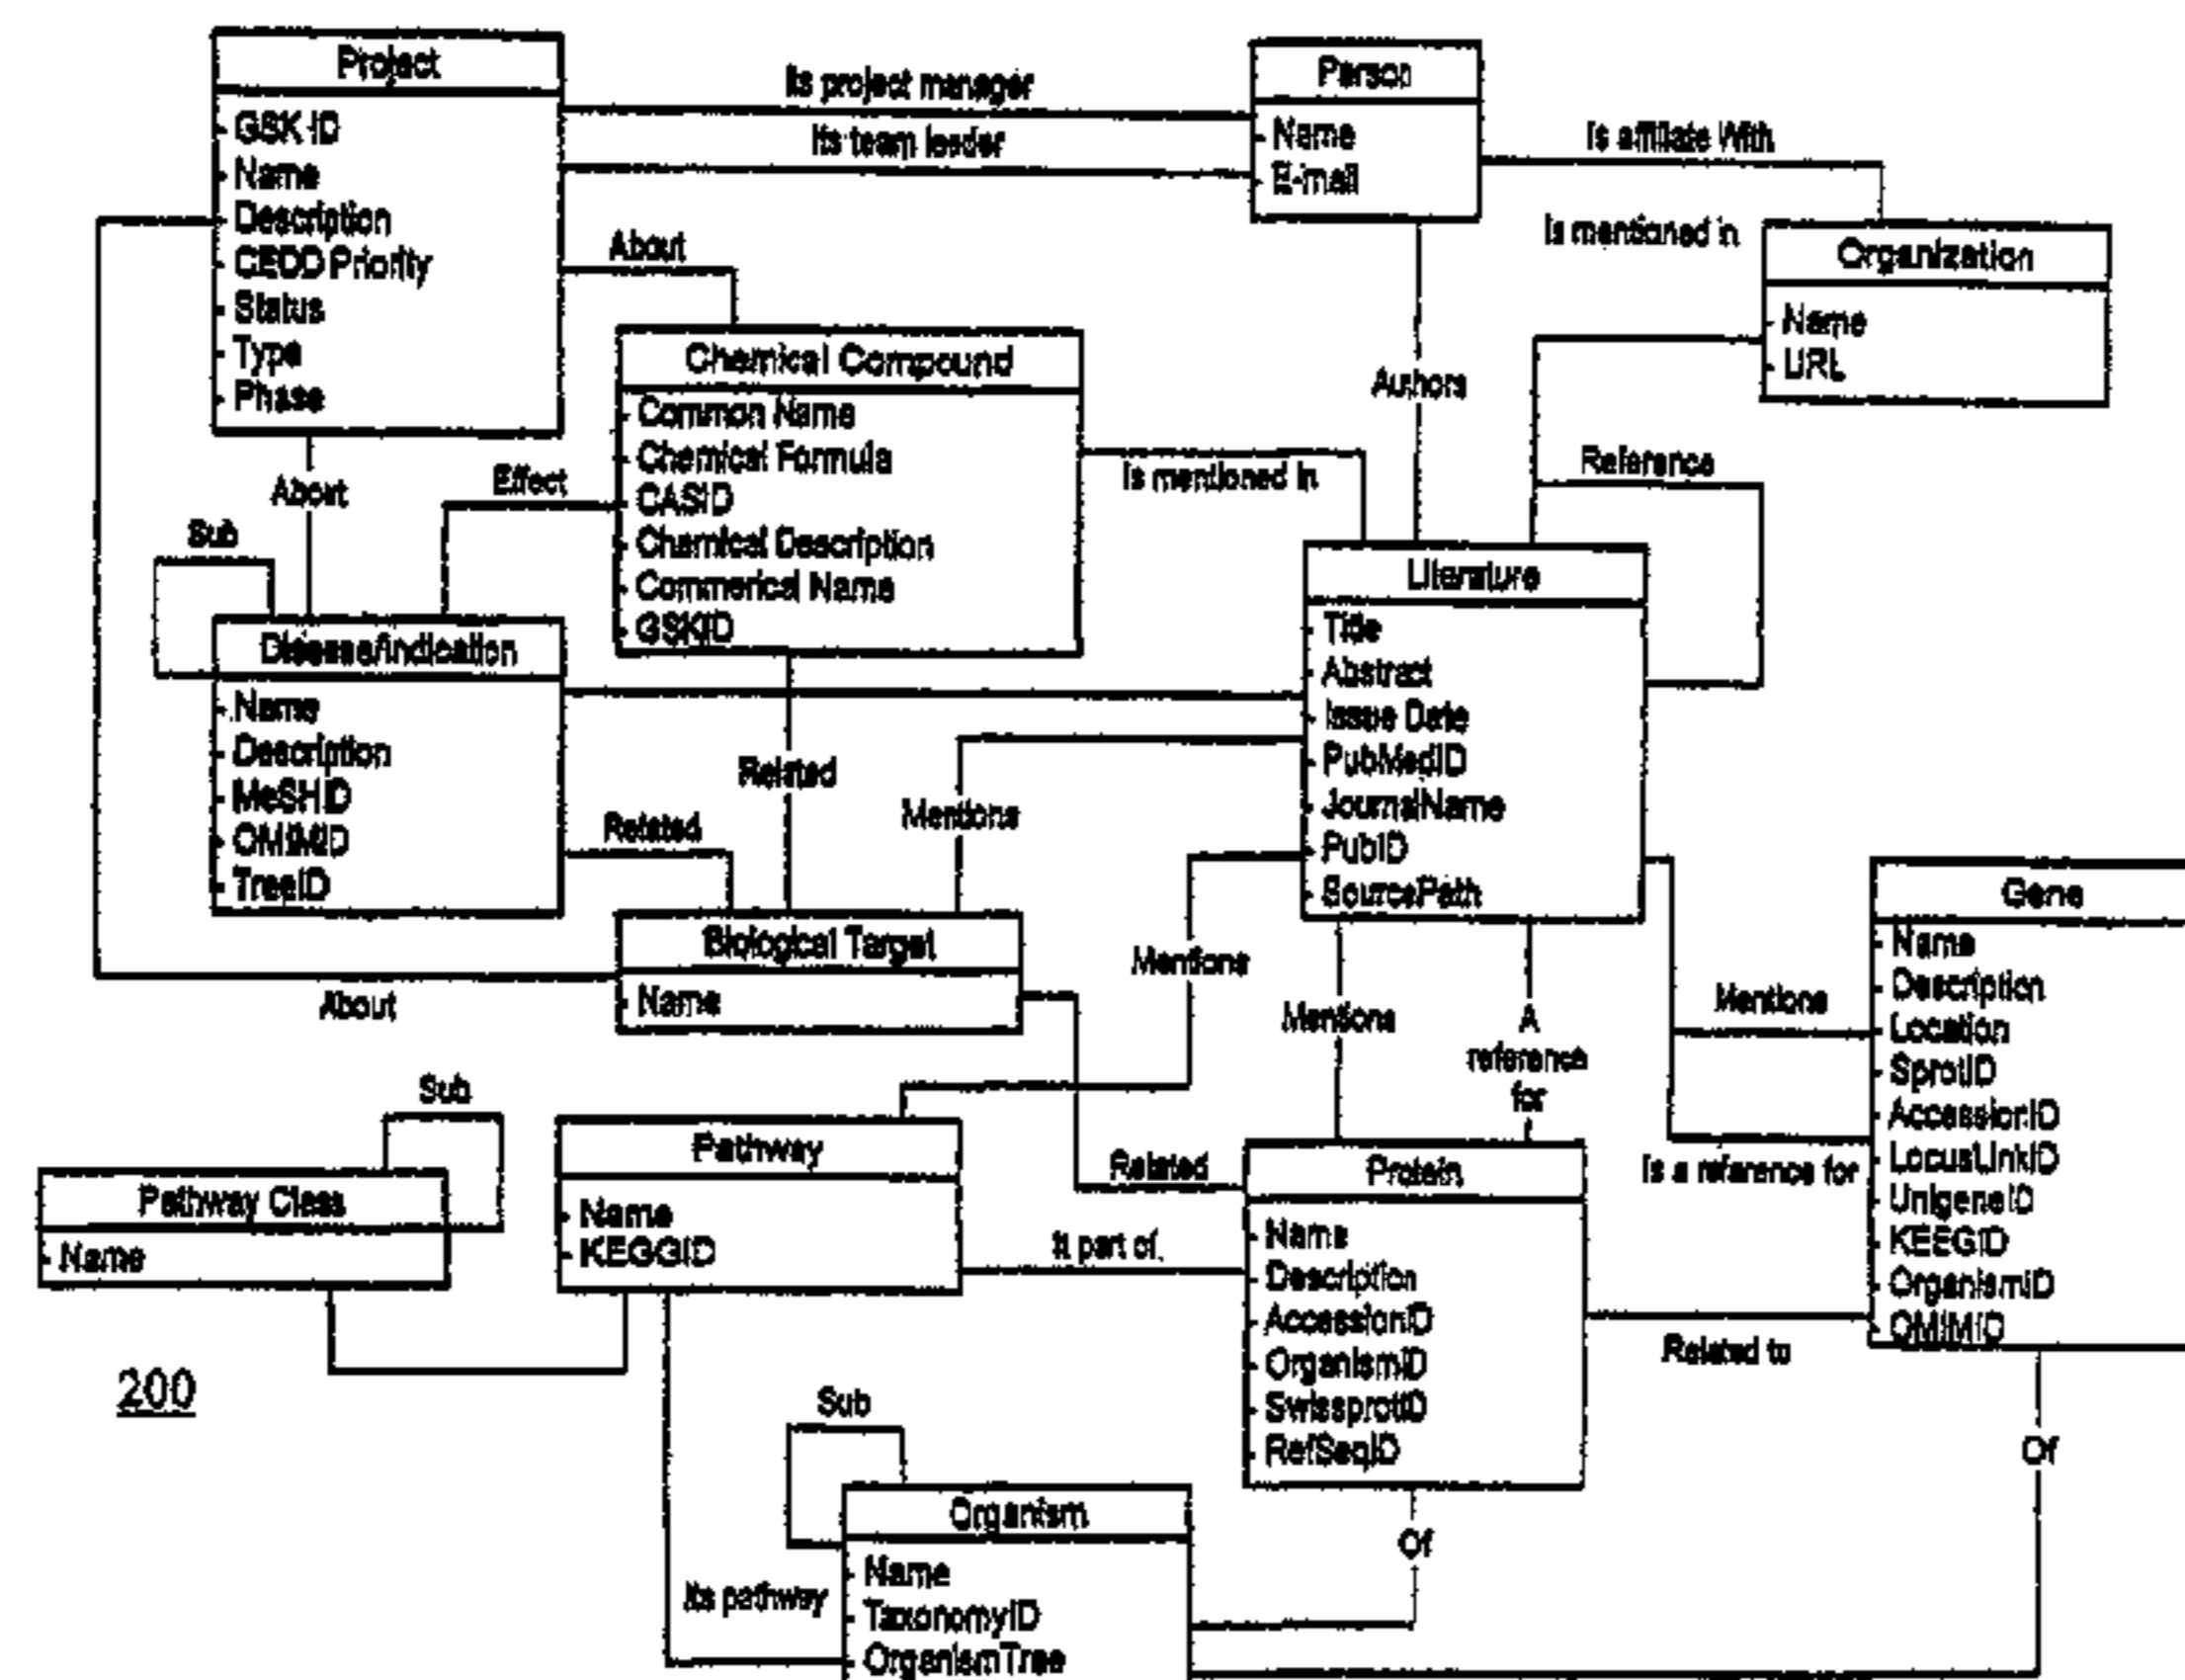 Project
GSK ID
Name
Description
CEDD Priority
Status
Type
Phase
Its project manager
Its team leader
Person
Name
E-mail
Is affiliate With
Is mentioned in
Organization
Name
URL
About
Chemical Compound
Common Name
Chemical Formula
CASID
Chemical Description
Commerical Name
GSKID
Authors
Is mentioned in
Reference
About
Effect
Sub
Disease/Indication
Name
Description
MeSHID
OMIMID
TreeID
Literature
Title
Abstract
Issue Date
PubMedID
JournalName
PubID
SourcePath
Related
Related
Mentions
Biological Target
Name
About
Mentions
Mentions
A
reference
for
Mentions
Is a reference for
Gene
Name
Description
Location
SprotID
AccessionID
LocusLinkID
UnigeneID
KEEGID
OrganismID
OMIMID
Sub
Pathway Class
Name
Pathway
Name
KEGGID
Related
It part of
Protein
Name
Description
AccessionID
OrganismID
SwissprotID
RefSeqID
Related to
Of
200
Sub
Organism
Name
TaxonomyID
OrganismTree
Its pathway
Of